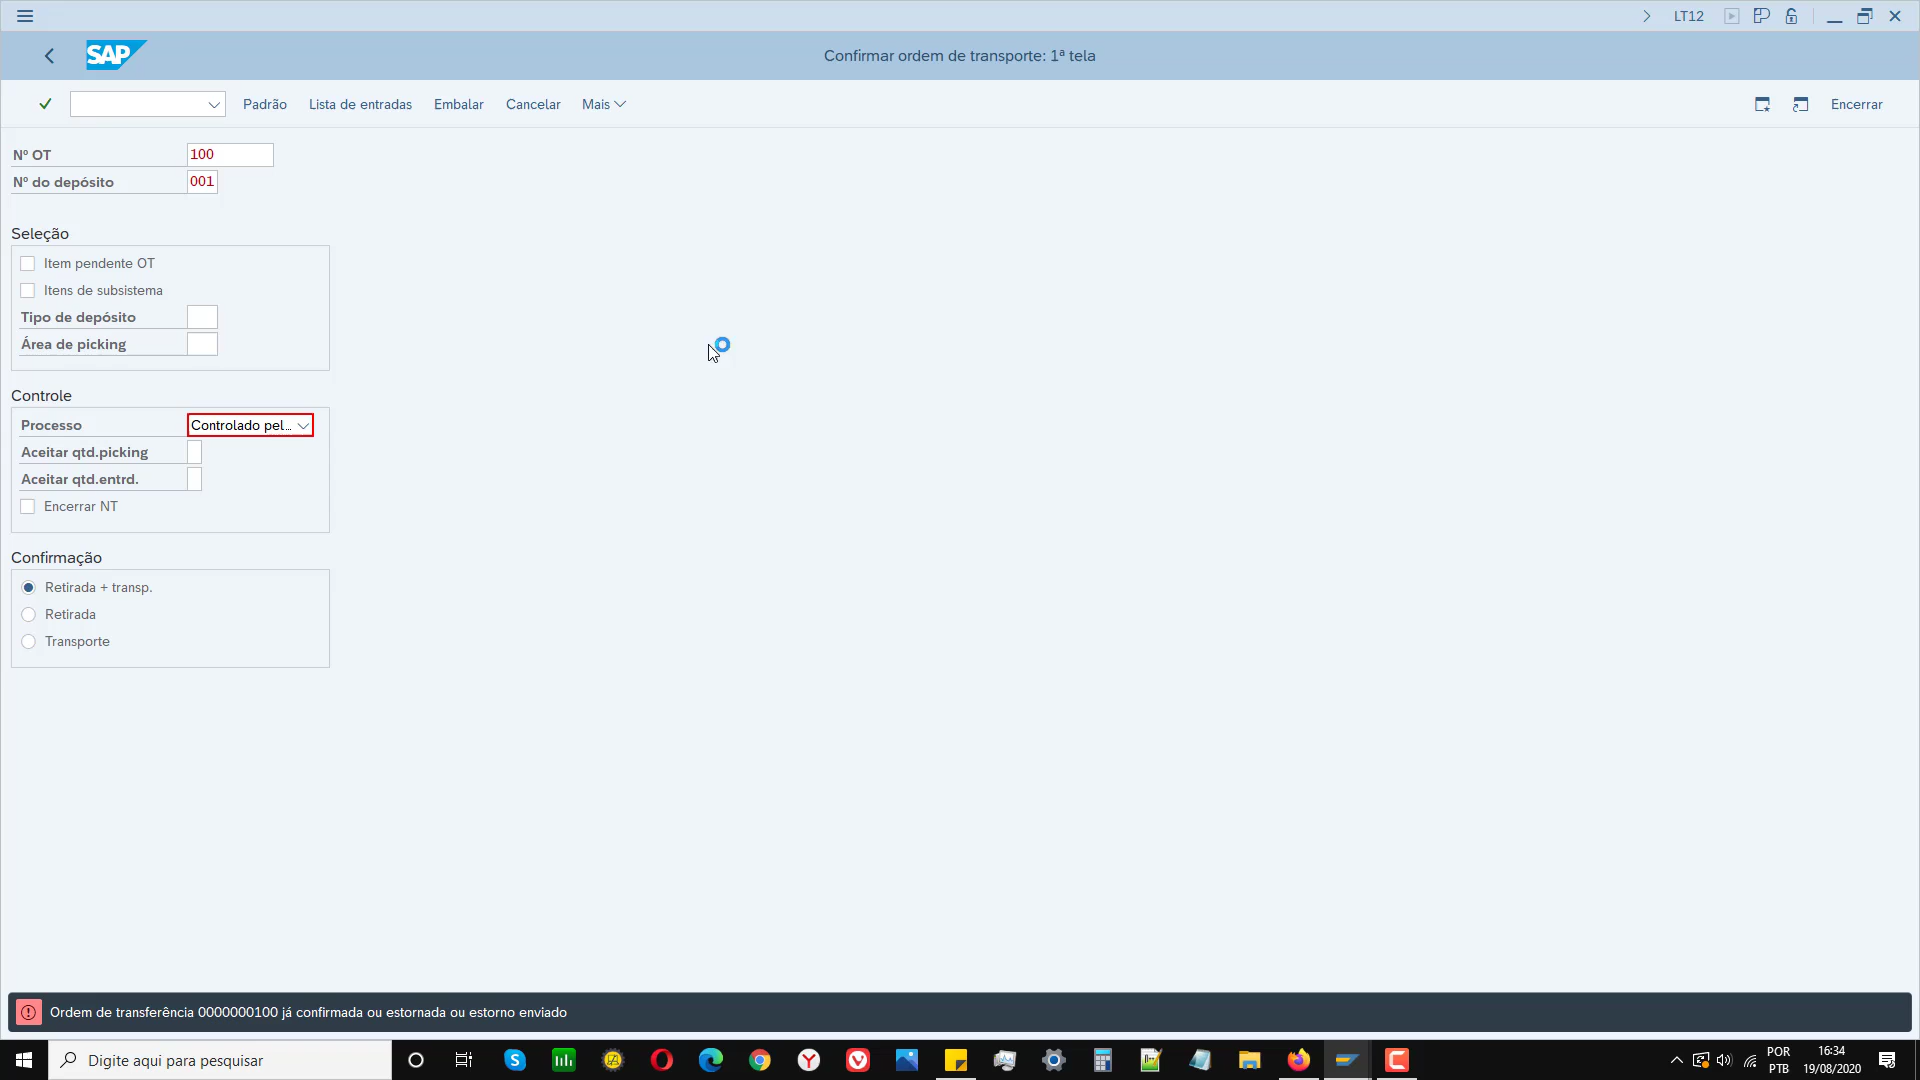 LT12
SAP
Confirmar ordem de transporte: 1ª tela
Padrão
Lista de entradas
Embalar
Cancelar
Mais
Encerrar
Nº OT 100
Nº do depósito 001
Seleção
Item pendente OT
Itens de subsistema
Tipo de depósito
Área de picking
Controle
Processo Controlado pel...
Aceitar qtd.picking
Aceitar qtd.entrd.
Encerrar NT
Confirmação
Retirada + transp.
Retirada
Transporte
Ordem de transferência 0000000100 já confirmada ou estornada ou estorno enviado
Digite aqui para pesquisar
POR
PTB
16:34
19/08/2020